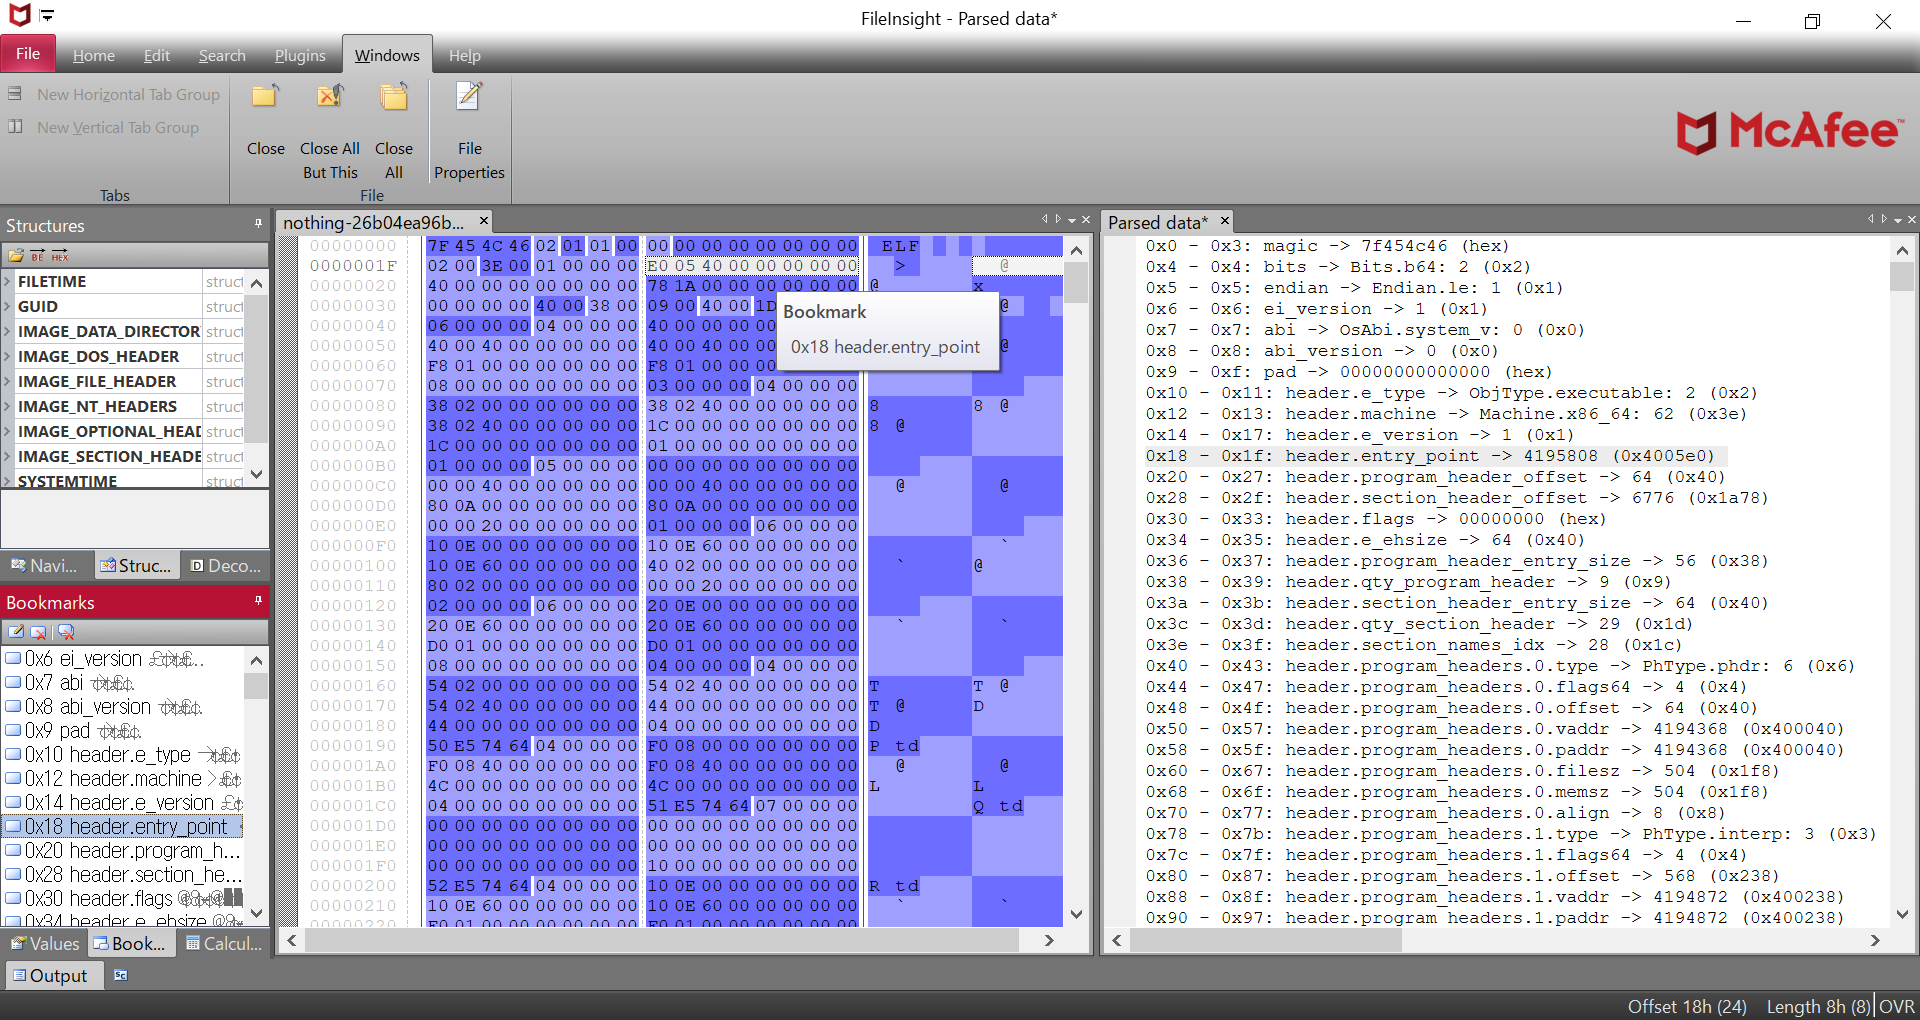 FileInsight - Parsed data*
File Home Edit Search Plugins Windows Help
New Horizontal Tab Group
New Vertical Tab Group
Tabs
Close
Close All
But This
Close
All
File
File
Properties
McAfee™
Structures
BE HEX
FILETIME struct
GUID struct
IMAGE_DATA_DIRECTOR struct
IMAGE_DOS_HEADER struct
IMAGE_FILE_HEADER struct
IMAGE_NT_HEADERS struct
IMAGE_OPTIONAL_HEAD struct
IMAGE_SECTION_HEADE struct
SYSTEMTIME struct
Navi... Struc... Deco...
Bookmarks
0x6 ei_version
0x7 abi
0x8 abi_version
0x9 pad
0x10 header.e_type
0x12 header.machine
0x14 header.e_version
0x18 header.entry_point
0x20 header.program_h...
0x28 header.section_he...
0x30 header.flags
0x34 header.e_ehsize
Values Book... Calcul...
Output
nothing-26b04ea96b...
00000000 7F 45 4C 46 02 01 01 00 00 00 00 00 00 00 00 00 ELF
0000001F 02 00 3E 00 01 00 00 00 E0 05 40 00 00 00 00 00 > @
00000020 40 00 00 00 00 00 00 00 78 1A 00 00 00 00 00 00 @ x
00000030 00 00 00 00 40 00 38 00 09 00 40 00 1D @
00000040 06 00 00 00 04 00 00 00 40 00 00 00 00
00000050 40 00 40 00 00 00 00 00 40 00 40 00 00 @
00000060 F8 01 00 00 00 00 00 00 F8 01 00 00 00
00000070 08 00 00 00 00 00 00 00 03 00 00 00 04 00 00 00
00000080 38 02 00 00 00 00 00 00 38 02 40 00 00 00 00 00 8 8 @
00000090 38 02 40 00 00 00 00 00 1C 00 00 00 00 00 00 00 8 @
000000A0 1C 00 00 00 00 00 00 00 01 00 00 00 00 00 00 00
000000B0 01 00 00 00 05 00 00 00 00 00 00 00 00 00 00 00
000000C0 00 00 40 00 00 00 00 00 00 00 40 00 00 00 00 00 @ @
000000D0 80 0A 00 00 00 00 00 00 80 0A 00 00 00 00 00 00
000000E0 00 00 20 00 00 00 00 00 01 00 00 00 06 00 00 00
000000F0 10 0E 00 00 00 00 00 00 10 0E 60 00 00 00 00 00 `
00000100 10 0E 60 00 00 00 00 00 40 02 00 00 00 00 00 00 ` @
00000110 80 02 00 00 00 00 00 00 00 00 20 00 00 00 00 00
00000120 02 00 00 00 06 00 00 00 20 0E 00 00 00 00 00 00
00000130 20 0E 60 00 00 00 00 00 20 0E 60 00 00 00 00 00 ` `
00000140 D0 01 00 00 00 00 00 00 D0 01 00 00 00 00 00 00
00000150 08 00 00 00 00 00 00 00 04 00 00 00 04 00 00 00
00000160 54 02 00 00 00 00 00 00 54 02 40 00 00 00 00 00 T T @
00000170 54 02 40 00 00 00 00 00 44 00 00 00 00 00 00 00 T @ D
00000180 44 00 00 00 00 00 00 00 04 00 00 00 00 00 00 00 D
00000190 50 E5 74 64 04 00 00 00 F0 08 00 00 00 00 00 00 P td
000001A0 F0 08 40 00 00 00 00 00 F0 08 40 00 00 00 00 00 @ @
000001B0 4C 00 00 00 00 00 00 00 4C 00 00 00 00 00 00 00 L L
000001C0 04 00 00 00 00 00 00 00 51 E5 74 64 07 00 00 00 Q td
000001D0 00 00 00 00 00 00 00 00 00 00 00 00 00 00 00 00
000001E0 00 00 00 00 00 00 00 00 00 00 00 00 00 00 00 00
000001F0 00 00 00 00 00 00 00 00 10 00 00 00 00 00 00 00
00000200 52 E5 74 64 04 00 00 00 10 0E 00 00 00 00 00 00 R td
00000210 10 0E 60 00 00 00 00 00 10 0E 60 00 00 00 00 00 ` `
00000220 F0 01 00 00 00 00 00 00 F0 01 00 00 00 00 00 00
Bookmark
0x18 header.entry_point
Parsed data*
0x0 - 0x3: magic -> 7f454c46 (hex)
0x4 - 0x4: bits -> Bits.b64: 2 (0x2)
0x5 - 0x5: endian -> Endian.le: 1 (0x1)
0x6 - 0x6: ei_version -> 1 (0x1)
0x7 - 0x7: abi -> OsAbi.system_v: 0 (0x0)
0x8 - 0x8: abi_version -> 0 (0x0)
0x9 - 0xf: pad -> 00000000000000 (hex)
0x10 - 0x11: header.e_type -> ObjType.executable: 2 (0x2)
0x12 - 0x13: header.machine -> Machine.x86_64: 62 (0x3e)
0x14 - 0x17: header.e_version -> 1 (0x1)
0x18 - 0x1f: header.entry_point -> 4195808 (0x4005e0)
0x20 - 0x27: header.program_header_offset -> 64 (0x40)
0x28 - 0x2f: header.section_header_offset -> 6776 (0x1a78)
0x30 - 0x33: header.flags -> 00000000 (hex)
0x34 - 0x35: header.e_ehsize -> 64 (0x40)
0x36 - 0x37: header.program_header_entry_size -> 56 (0x38)
0x38 - 0x39: header.qty_program_header -> 9 (0x9)
0x3a - 0x3b: header.section_header_entry_size -> 64 (0x40)
0x3c - 0x3d: header.qty_section_header -> 29 (0x1d)
0x3e - 0x3f: header.section_names_idx -> 28 (0x1c)
0x40 - 0x43: header.program_headers.0.type -> PhType.phdr: 6 (0x6)
0x44 - 0x47: header.program_headers.0.flags64 -> 4 (0x4)
0x48 - 0x4f: header.program_headers.0.offset -> 64 (0x40)
0x50 - 0x57: header.program_headers.0.vaddr -> 4194368 (0x400040)
0x58 - 0x5f: header.program_headers.0.paddr -> 4194368 (0x400040)
0x60 - 0x67: header.program_headers.0.filesz -> 504 (0x1f8)
0x68 - 0x6f: header.program_headers.0.memsz -> 504 (0x1f8)
0x70 - 0x77: header.program_headers.0.align -> 8 (0x8)
0x78 - 0x7b: header.program_headers.1.type -> PhType.interp: 3 (0x3)
0x7c - 0x7f: header.program_headers.1.flags64 -> 4 (0x4)
0x80 - 0x87: header.program_headers.1.offset -> 568 (0x238)
0x88 - 0x8f: header.program_headers.1.vaddr -> 4194872 (0x400238)
0x90 - 0x97: header.program_headers.1.paddr -> 4194872 (0x400238)
Offset 18h (24) Length 8h (8) OVR